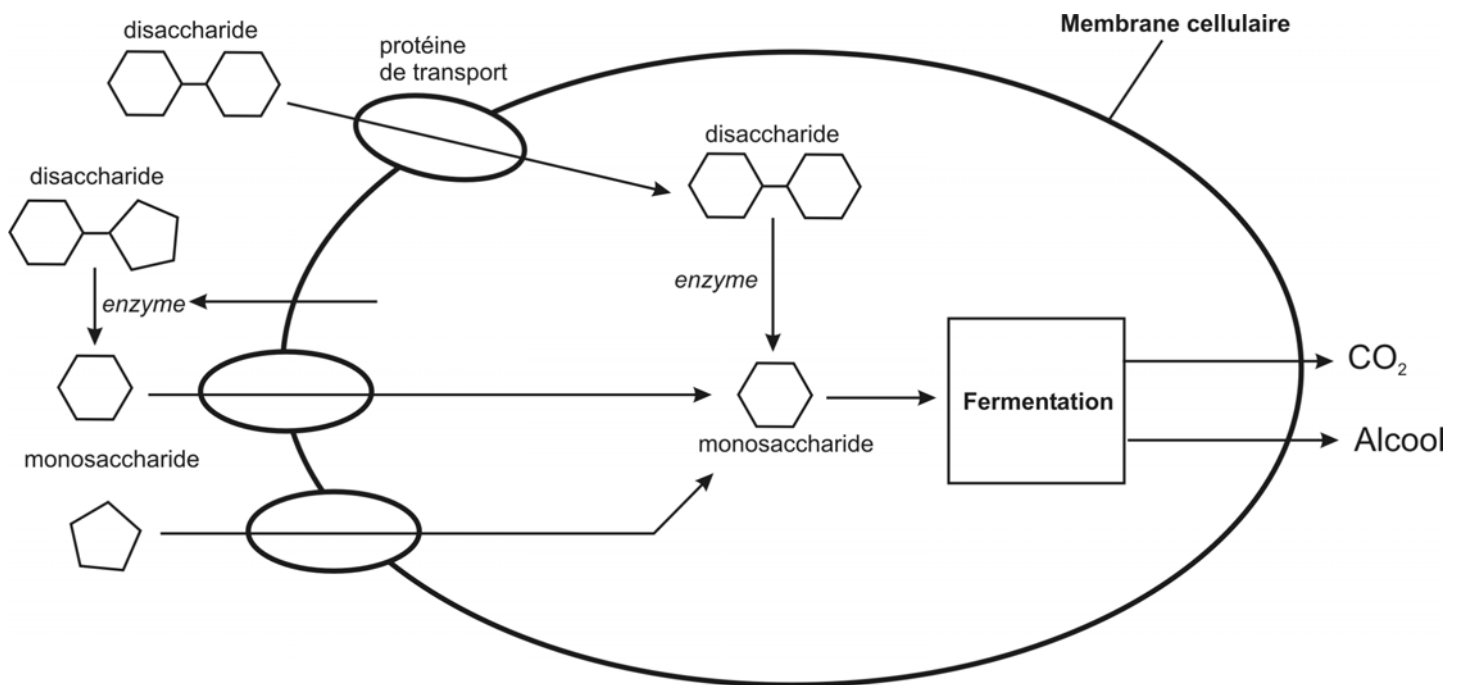 Membrane cellulaire
disaccharide
protéine
de transport
disaccharide
disaccharide
enzyme
enzyme
CO₂
Fermentation
monosaccharide
Alcool
monosaccharide